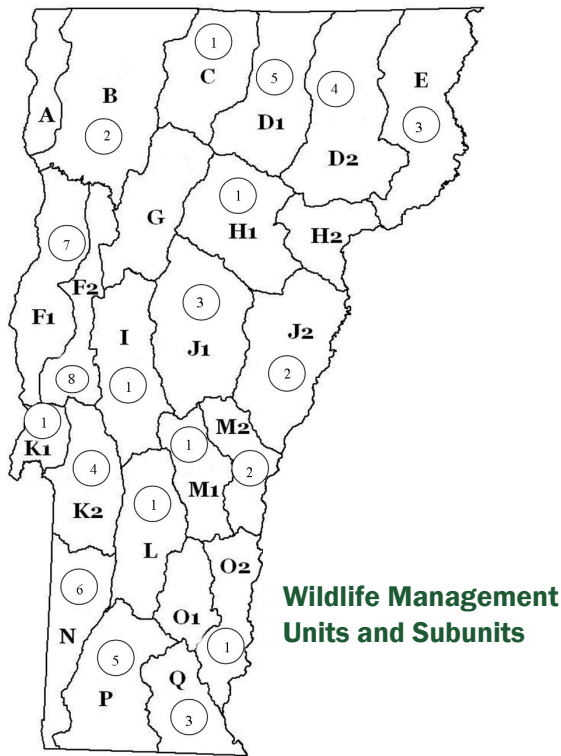 1
C
5
D1
4
D2
E
3
A
B
2
G
1
H1
H2
7
F2
F1
8
I
1
3
J1
J2
2
1
K1
4
K2
1
L
1
M1
M2
2
6
N
5
P
O1
O2
1
Q
3
Wildlife Management
Units and Subunits